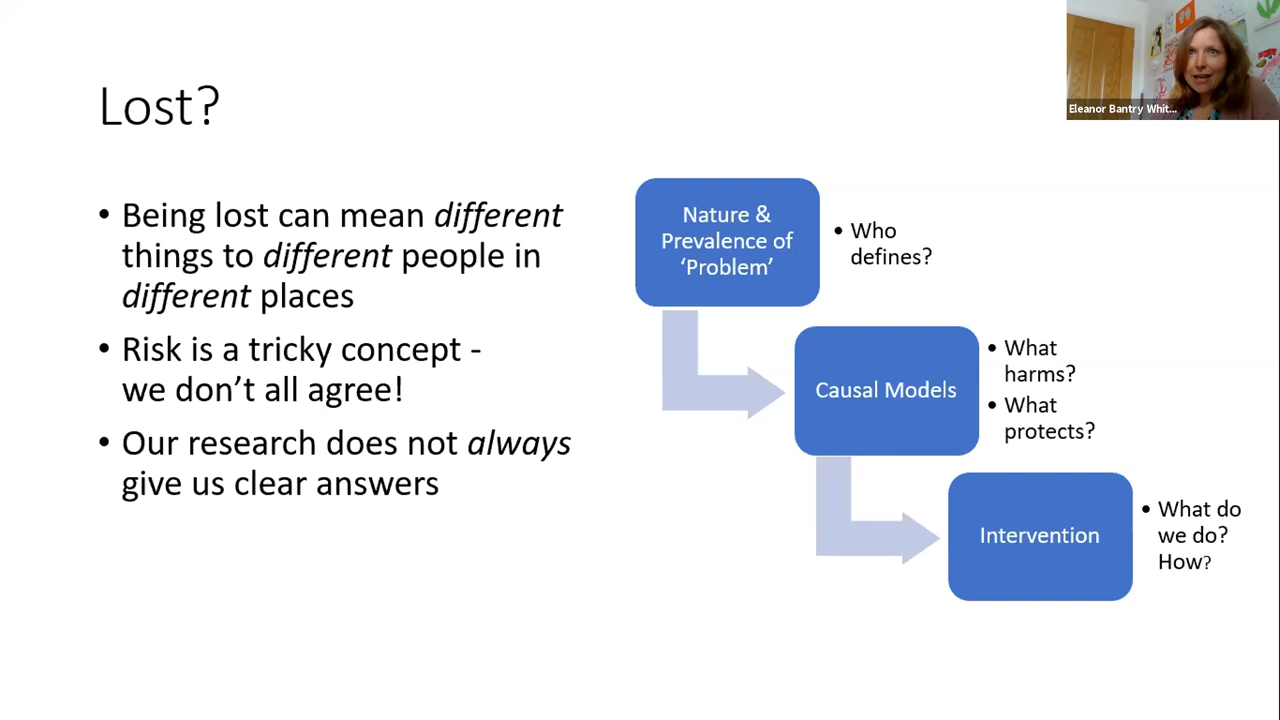 Lost?
• Being lost can mean different
things to different people in
different places
• Risk is a tricky concept -
we don’t all agree!
• Our research does not always
give us clear answers
Nature &
Prevalence of
‘Problem’
• Who
defines?
Causal Models
• What
harms?
• What
protects?
Intervention
• What do
we do?
How?
Eleanor Bantry Whit...